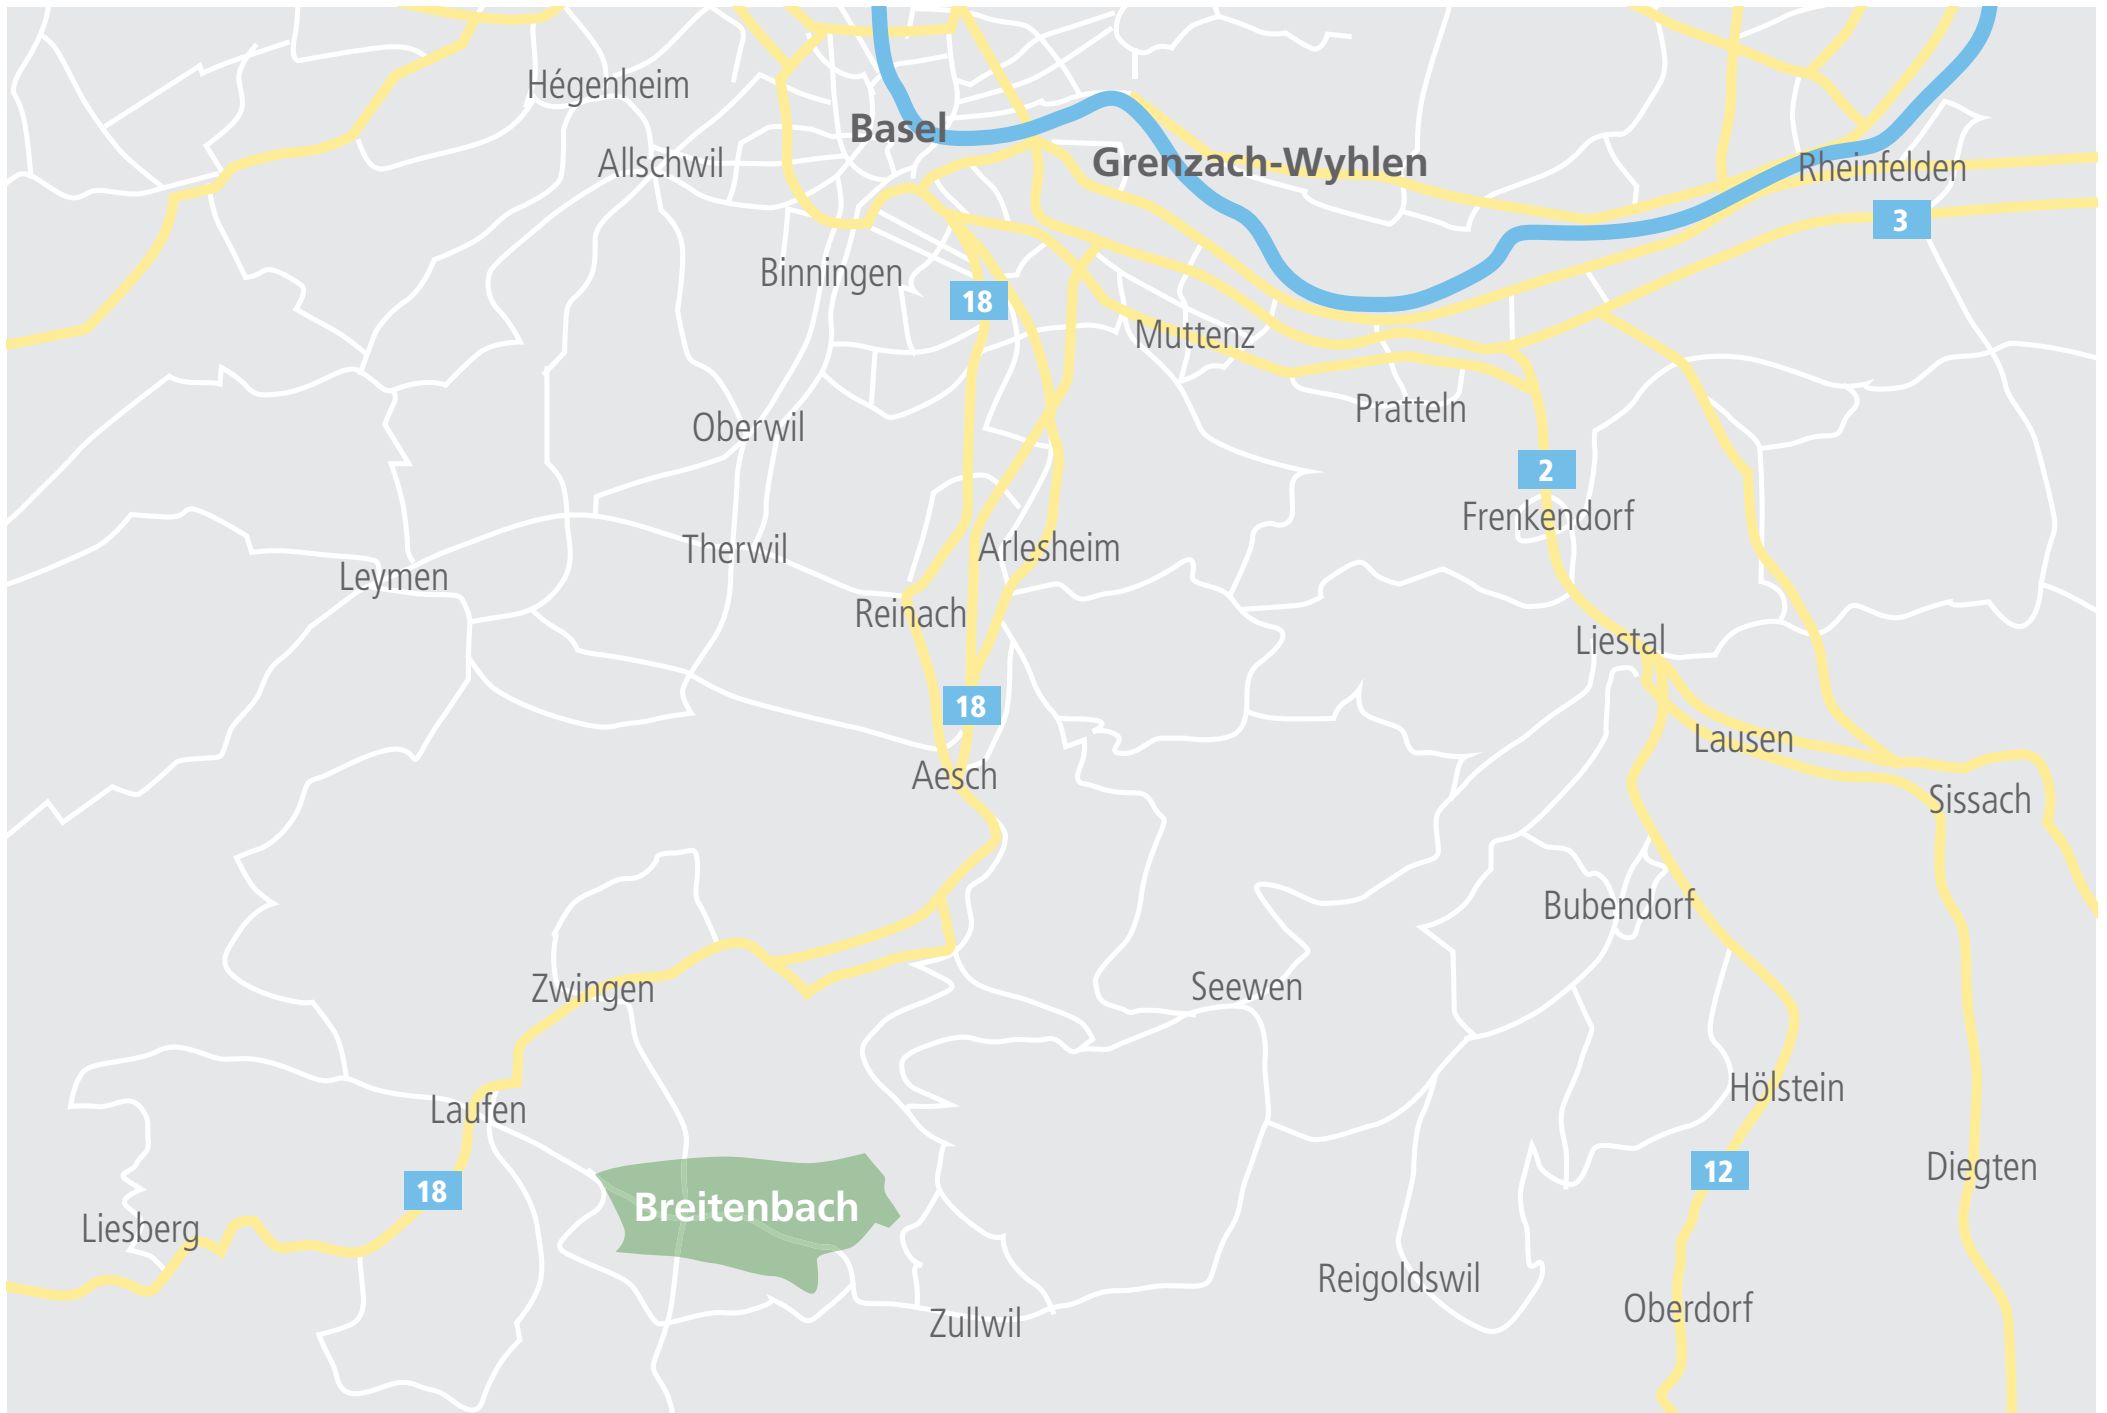 Hégenheim
Basel
Allschwil
Grenzach-Wyhlen
Rheinfelden
3
Binningen
18
Muttenz
Pratteln
Oberwil
2
Frenkendorf
Therwil
Arlesheim
Leymen
Reinach
Liestal
18
Lausen
Aesch
Sissach
Bubendorf
Zwingen
Seewen
Hölstein
Laufen
12
Diegten
18
Breitenbach
Liesberg
Reigoldswil
Oberdorf
Zullwil